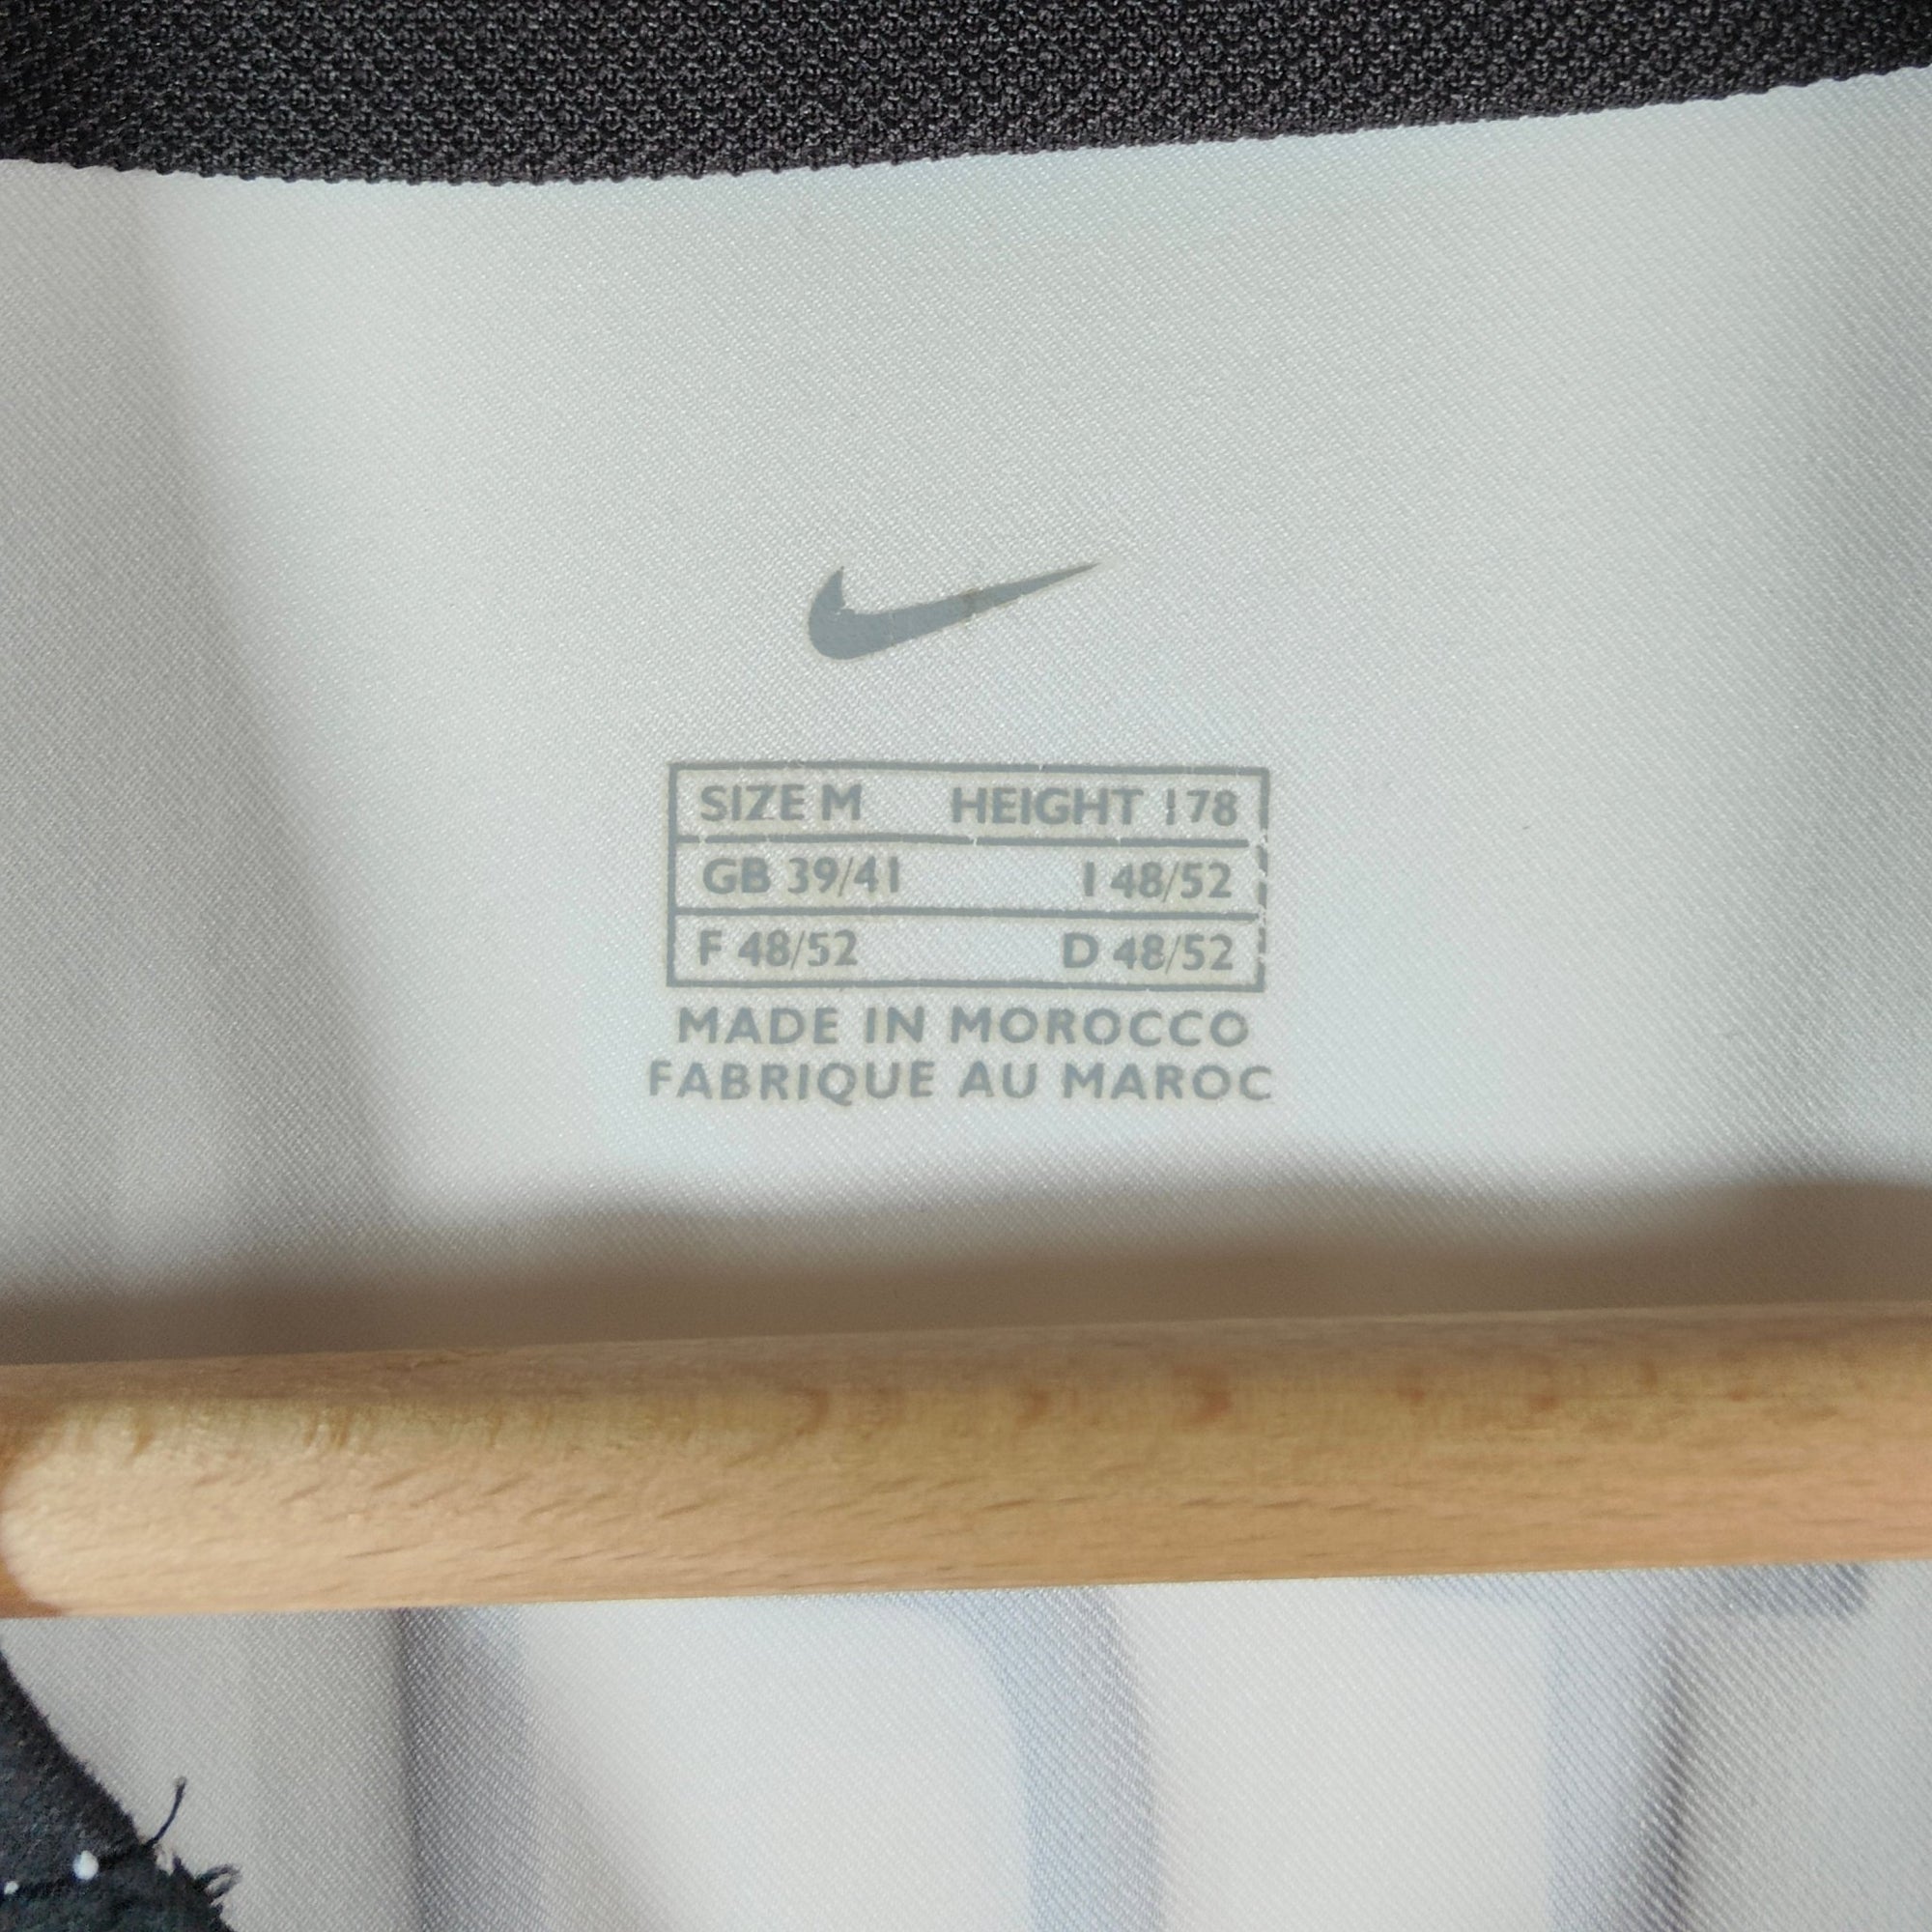 SIZE M HEIGHT 178
GB 39/41 I 48/52
F 48/52 D 48/52
MADE IN MOROCCO
FABRIQUE AU MAROC